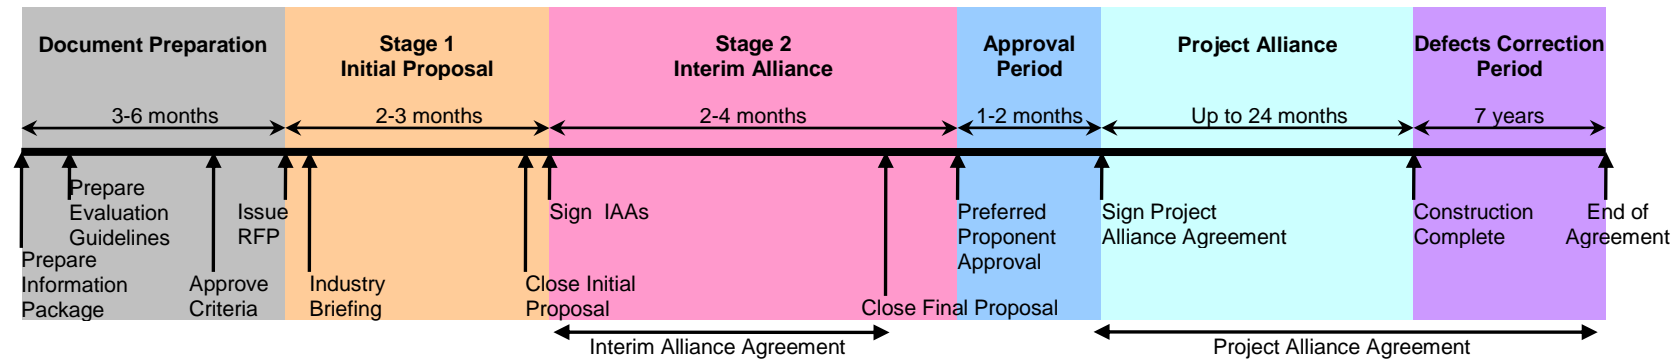 Document Preparation
Stage 1
Initial Proposal
Stage 2
Interim Alliance
Approval
Period
Project Alliance
Defects Correction
Period
3-6 months
2-3 months
2-4 months
1-2 months
Up to 24 months
7 years
Prepare
Evaluation
Guidelines
Issue
RFP
Sign IAAs
Preferred
Proponent
Approval
Sign Project
Alliance Agreement
Construction
Complete
End of
Agreement
Prepare
Information
Package
Approve
Criteria
Industry
Briefing
Close Initial
Proposal
Close Final Proposal
Interim Alliance Agreement
Project Alliance Agreement